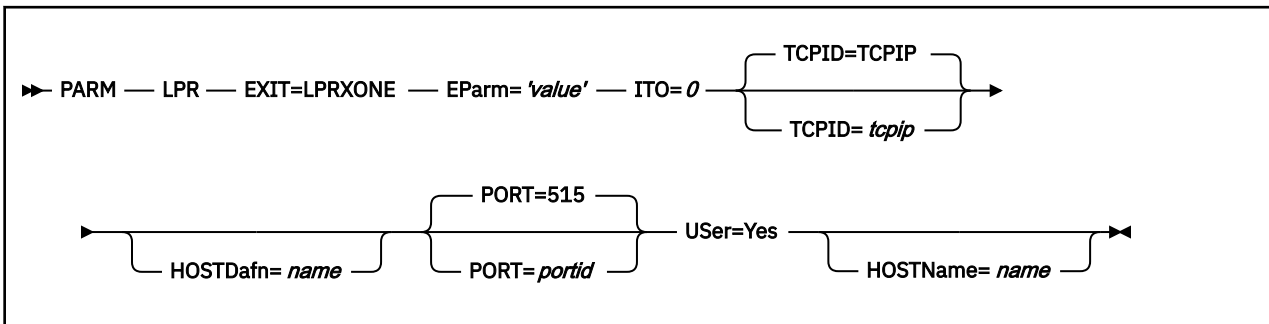 TCPID=TCPIP
PARM LPR EXIT=LPRXONE EParm= 'value' ITO= 0
TCPID= tcpip
PORT=515
USer=Yes
HOSTDafn= name PORT= portid HOSTName= name